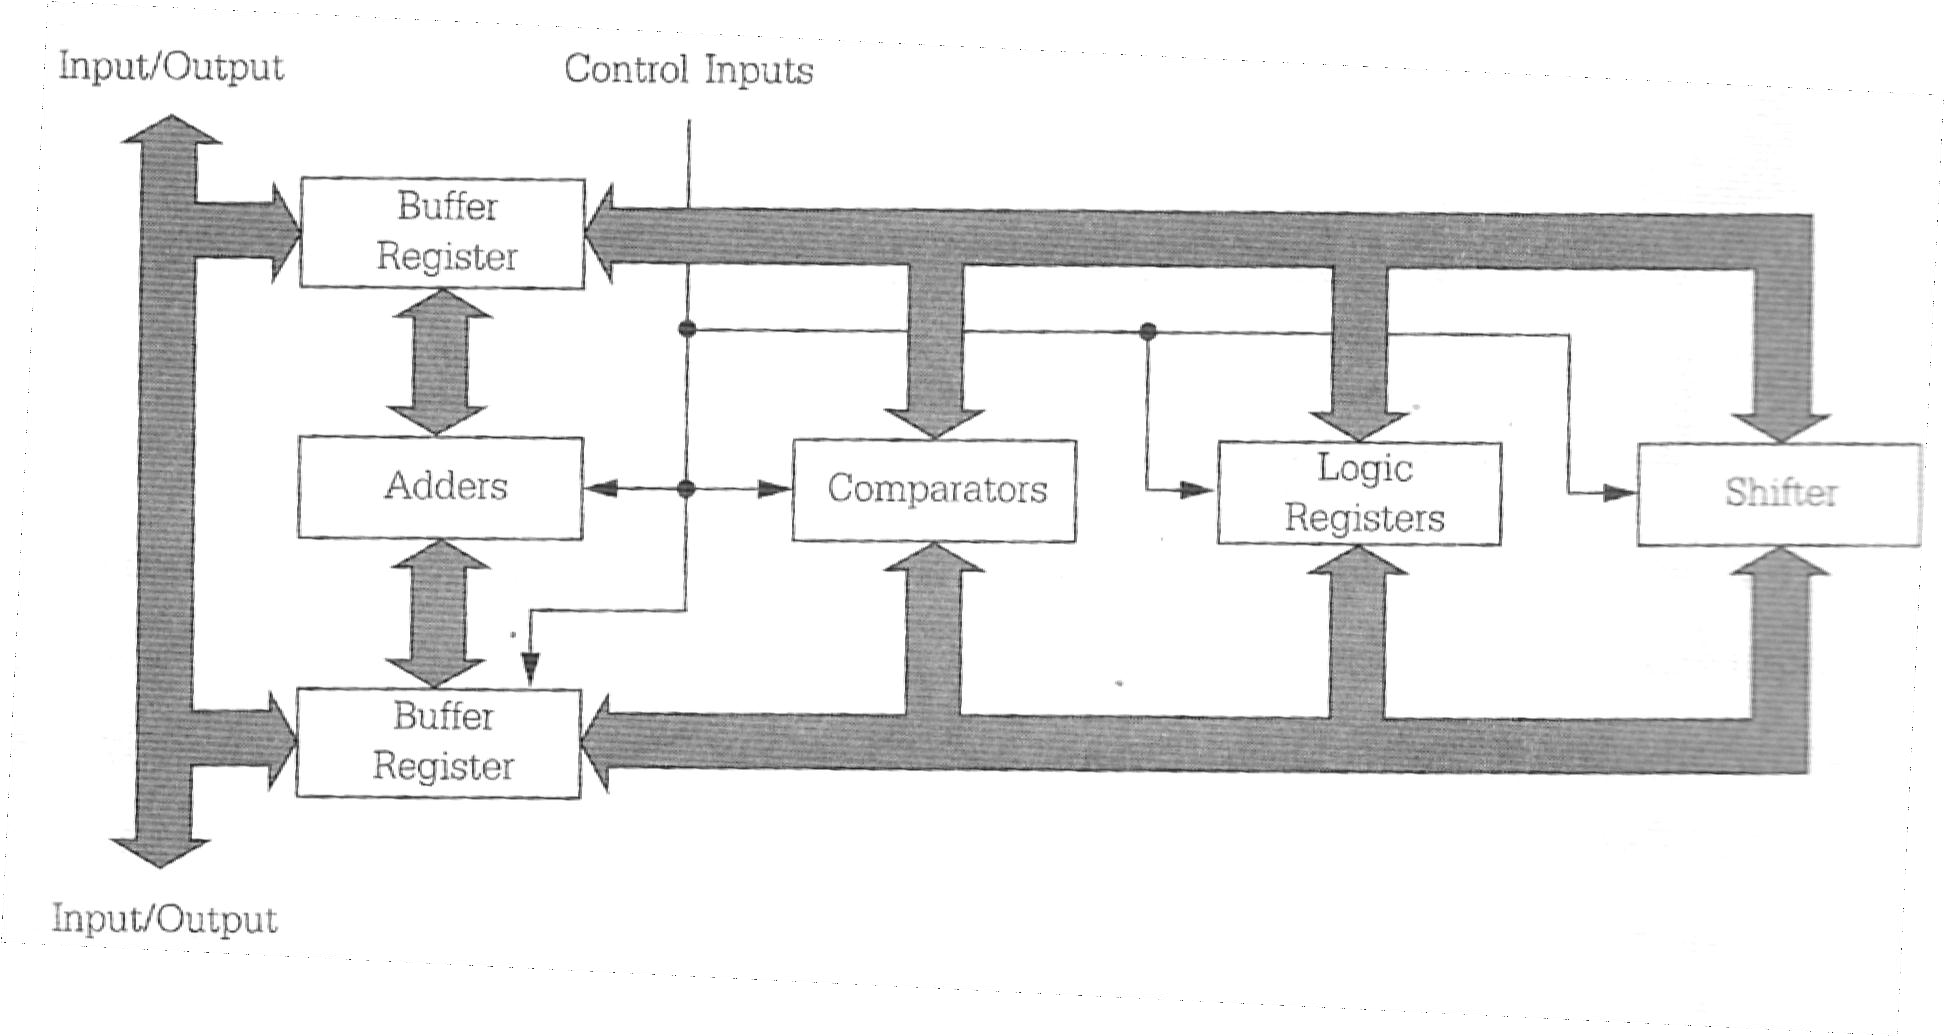 Input/Output
Control Inputs
Buffer
Register
Adders
Comparators
Logic
Registers
Shifter
Buffer
Register
Input/Output